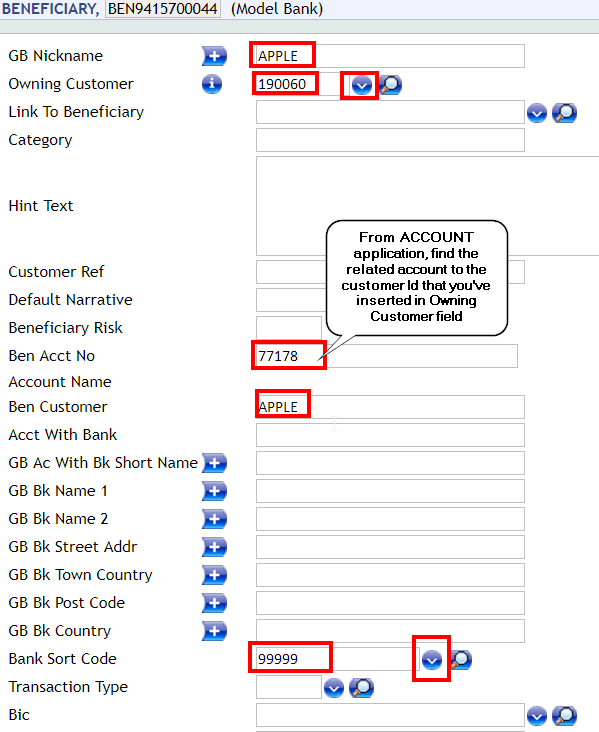 BENEFICIARY, BEN9415700044 (Model Bank)
GB Nickname APPLE
Owning Customer 190060
Link To Beneficiary
Category
Hint Text
From ACCOUNT
application, find the
related account to the
customer Id that you've
inserted in Owning
Customer field
Customer Ref
Default Narrative
Beneficiary Risk
Ben Acct No 77178
Account Name
Ben Customer APPLE
Acct With Bank
GB Ac With Bk Short Name
GB Bk Name 1
GB Bk Name 2
GB Bk Street Addr
GB Bk Town Country
GB Bk Post Code
GB Bk Country
Bank Sort Code 99999
Transaction Type
Bic